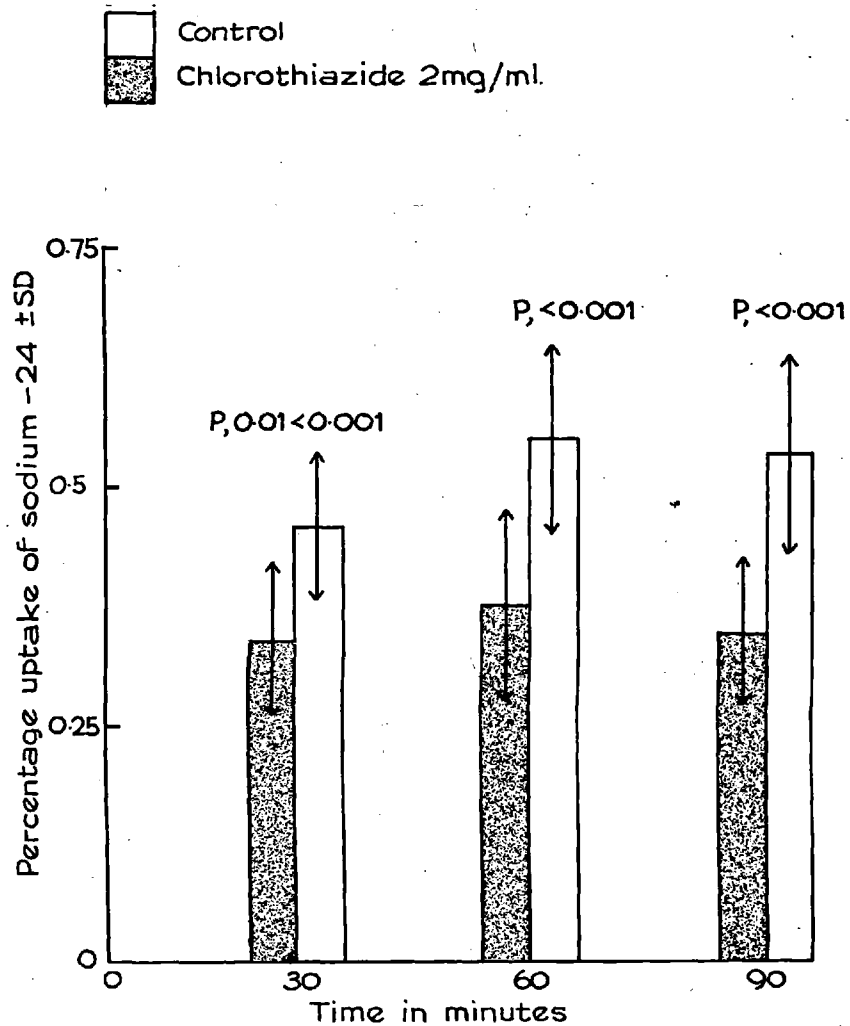 Control
Chlorothiazide 2mg/ml.
0.75
P, <0.001
P, <0.001
P, 0.01 <0.001
0.5
0.25
0
Percentage uptake of sodium -24 ±SD
0
30
60
90
Time in minutes